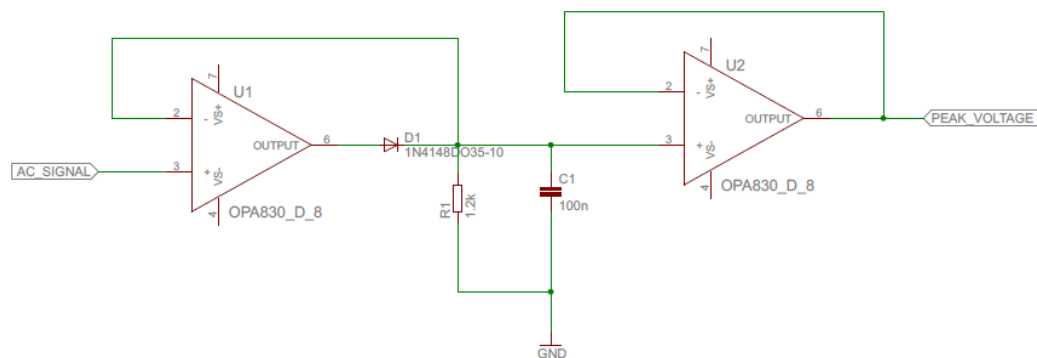 7
U1
2
-
VS+
OUTPUT
6
AC_SIGNAL
3
+
VS-
4
OPA830_D_8
D1
1N4148DO35-10
R1
1.2k
C1
100n
GND
7
U2
2
-
VS+
OUTPUT
6
PEAK_VOLTAGE
3
+
VS-
4
OPA830_D_8